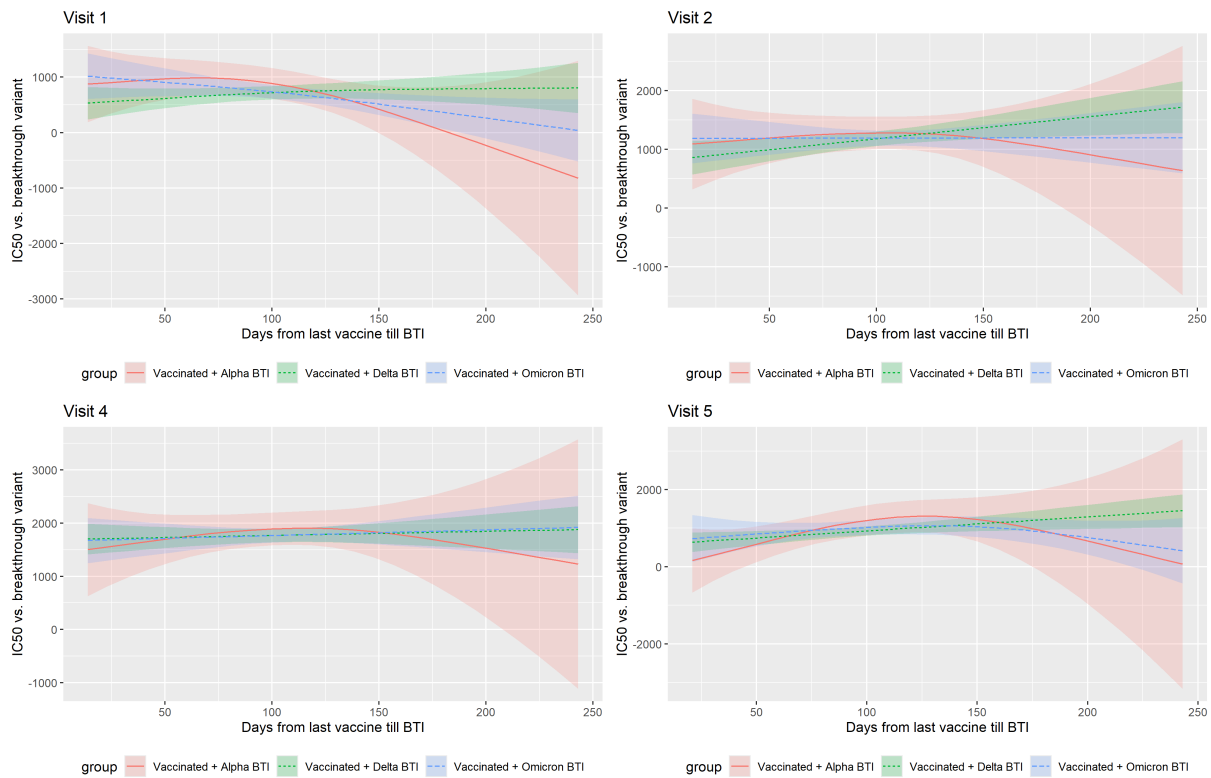 Visit 1
IC50 vs. breakthrough variant
1000
0
-1000
-2000
-3000
50 100 150 200 250
Days from last vaccine till BTI
group Vaccinated + Alpha BTI Vaccinated + Delta BTI Vaccinated + Omicron BTI
Visit 2
IC50 vs. breakthrough variant
2000
1000
0
-1000
50 100 150 200 250
Days from last vaccine till BTI
group Vaccinated + Alpha BTI Vaccinated + Delta BTI Vaccinated + Omicron BTI
Visit 4
IC50 vs. breakthrough variant
3000
2000
1000
0
-1000
50 100 150 200 250
Days from last vaccine till BTI
group Vaccinated + Alpha BTI Vaccinated + Delta BTI Vaccinated + Omicron BTI
Visit 5
IC50 vs. breakthrough variant
2000
0
-2000
50 100 150 200 250
Days from last vaccine till BTI
group Vaccinated + Alpha BTI Vaccinated + Delta BTI Vaccinated + Omicron BTI